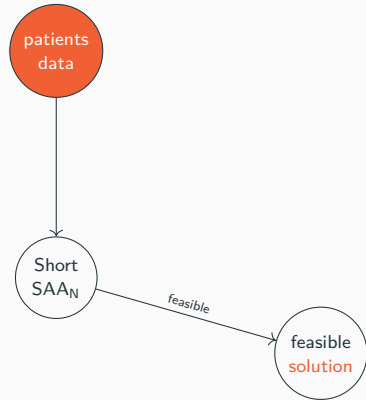 patients
data
Short
SAA_N
feasible
feasible
solution